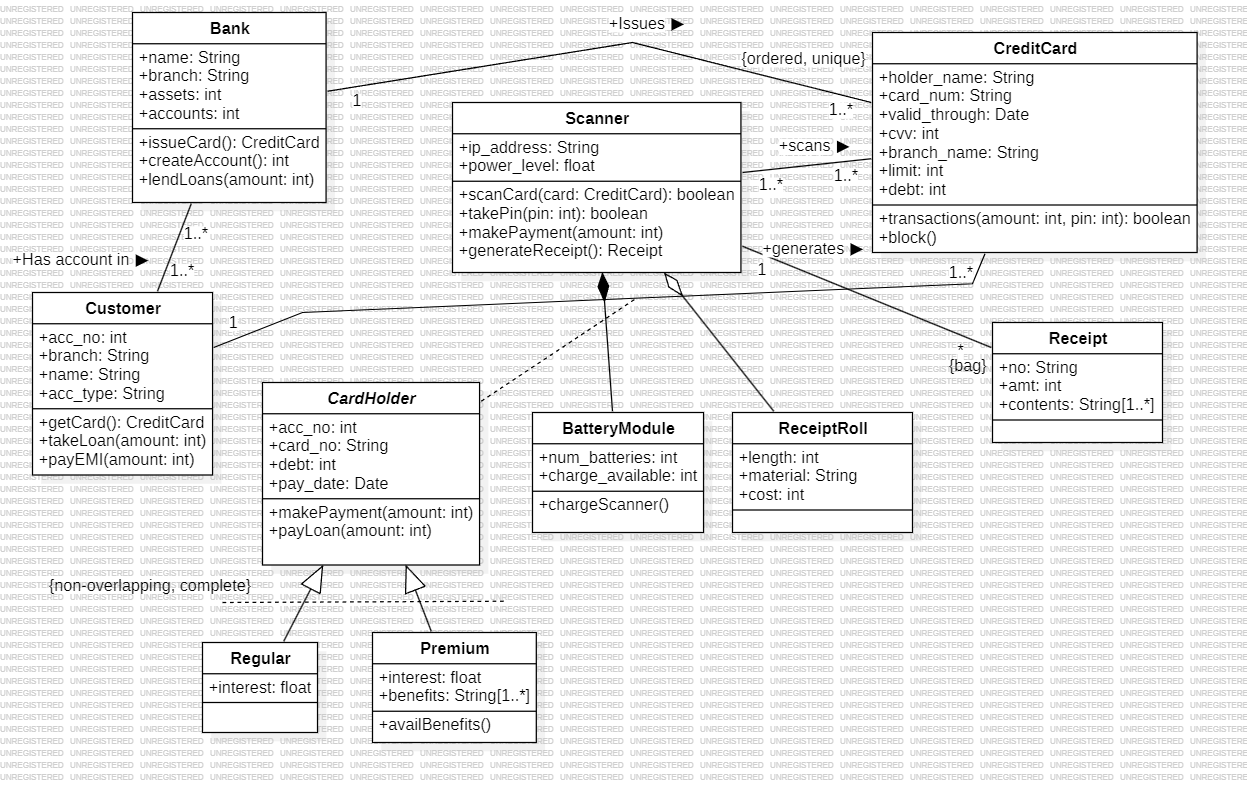 Bank
+name: String
+branch: String
+assets: int
+accounts: int
+issueCard(): CreditCard
+createAccount(): int
+lendLoans(amount: int)
+Issues ►
{ordered, unique}
1
1..*
CreditCard
+holder_name: String
+card_num: String
+valid_through: Date
+cvv: int
+branch_name: String
+limit: int
+debt: int
+transactions(amount: int, pin: int): boolean
+block()
Scanner
+ip_address: String
+power_level: float
+scanCard(card: CreditCard): boolean
+takePin(pin: int): boolean
+makePayment(amount: int)
+generateReceipt(): Receipt
+scans ►
1..*
1..*
+generates ►
1
*
{bag}
1..*
+Has account in ►
1..*
1..*
1
Customer
+acc_no: int
+branch: String
+name: String
+acc_type: String
+getCard(): CreditCard
+takeLoan(amount: int)
+payEMI(amount: int)
Receipt
+no: String
+amt: int
+contents: String[1..*]
CardHolder
+acc_no: int
+card_no: String
+debt: int
+pay_date: Date
+makePayment(amount: int)
+payLoan(amount: int)
BatteryModule
+num_batteries: int
+charge_available: int
+chargeScanner()
ReceiptRoll
+length: int
+material: String
+cost: int
{non-overlapping, complete}
Regular
+interest: float
Premium
+interest: float
+benefits: String[1..*]
+availBenefits()
UNREGISTERED